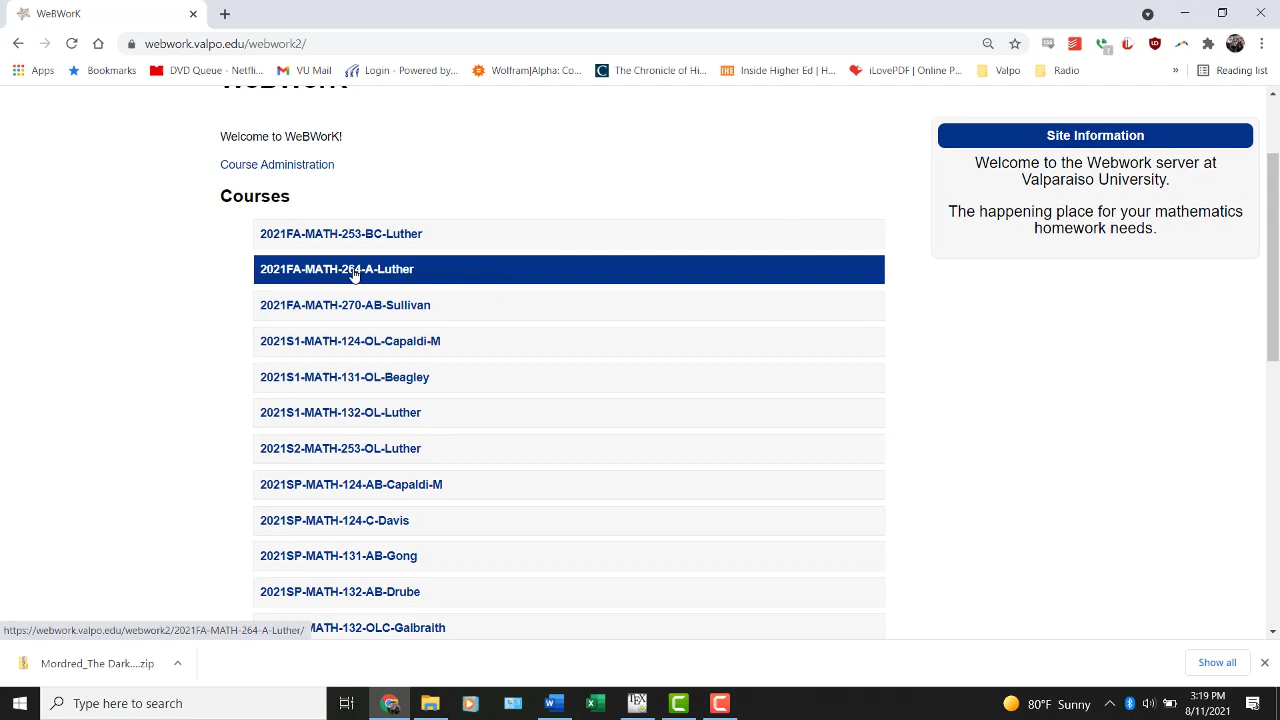 WeBWorK
webwork.valpo.edu/webwork2/
Apps
Bookmarks
DVD Queue - Netfli...
VU Mail
Login - Powered by...
Wolfram|Alpha: Co...
The Chronicle of Hi...
Inside Higher Ed | H...
iLovePDF | Online P...
Valpo
Radio
»
Reading list
WeBWorK
Welcome to WeBWorK!
Course Administration
Courses
2021FA-MATH-253-BC-Luther
2021FA-MATH-264-A-Luther
2021FA-MATH-270-AB-Sullivan
2021S1-MATH-124-OL-Capaldi-M
2021S1-MATH-131-OL-Beagley
2021S1-MATH-132-OL-Luther
2021S2-MATH-253-OL-Luther
2021SP-MATH-124-AB-Capaldi-M
2021SP-MATH-124-C-Davis
2021SP-MATH-131-AB-Gong
2021SP-MATH-132-AB-Drube
MATH-132-OLC-Galbraith
Site Information
Welcome to the Webwork server at
Valparaiso University.
The happening place for your mathematics
homework needs.
https://webwork.valpo.edu/webwork2/2021FA-MATH-264-A-Luther/
Mordred_The Dark....zip
Show all
Type here to search
80°F Sunny
3:19 PM
8/11/2021